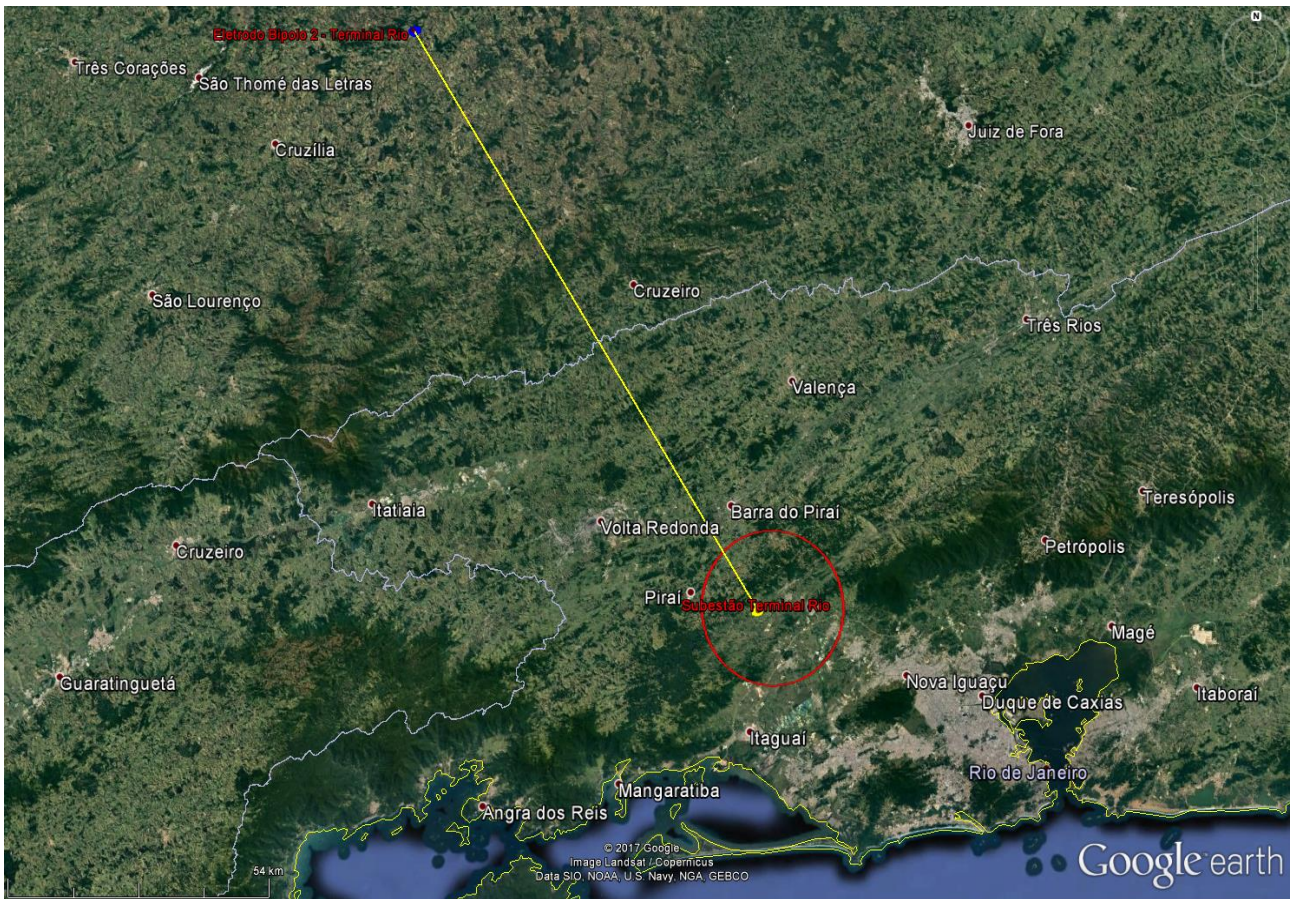 N
Eletrodo Bipolo 2 - Terminal Rio
Três Corações
São Thomé das Letras
Juiz de Fora
Cruzília
Cruzeiro
São Lourenço
Três Rios
Valença
Teresópolis
Itatiaia
Barra do Piraí
Volta Redonda
Cruzeiro
Petrópolis
Piraí
Subestão Terminal Rio
Magé
Guaratinguetá
Nova Iguaçu
Itaboraí
Duque de Caxias
Itaguaí
Rio de Janeiro
Mangaratiba
Angra dos Reis
© 2017 Google
Image Landsat / Copernicus
Data SIO, NOAA, U.S. Navy, NGA, GEBCO
54 km
Google earth